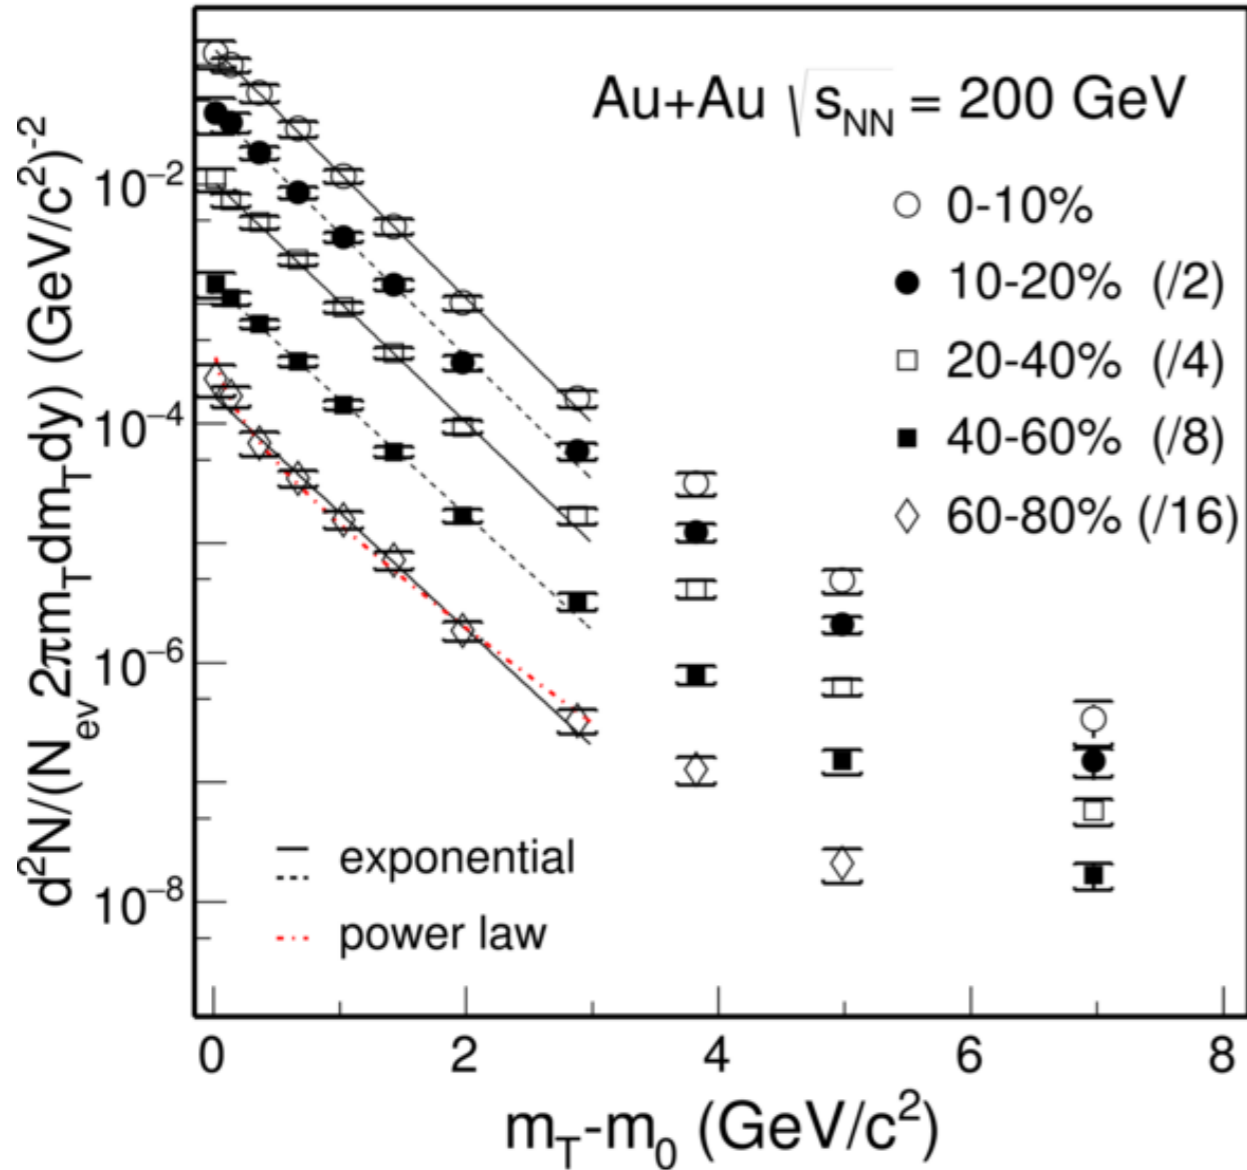 Au+Au √s_NN = 200 GeV
0-10%
10-20% (/2)
20-40% (/4)
40-60% (/8)
60-80% (/16)
exponential
power law
d²N/(N_ev 2πm_T dm_T dy) (GeV/c²)⁻²
10⁻²
10⁻⁴
10⁻⁶
10⁻⁸
0 2 4 6 8
m_T-m₀ (GeV/c²)